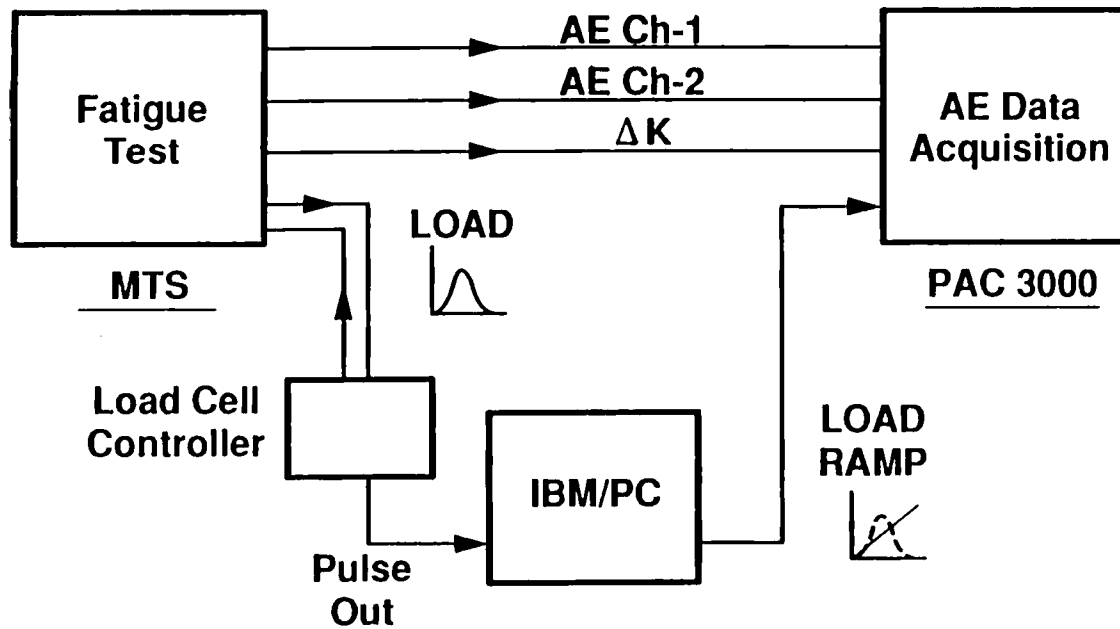 AE Ch-1
AE Ch-2
Δ K
Fatigue
Test
AE Data
Acquisition
LOAD
MTS
PAC 3000
Load Cell
Controller
IBM/PC
LOAD
RAMP
Pulse
Out